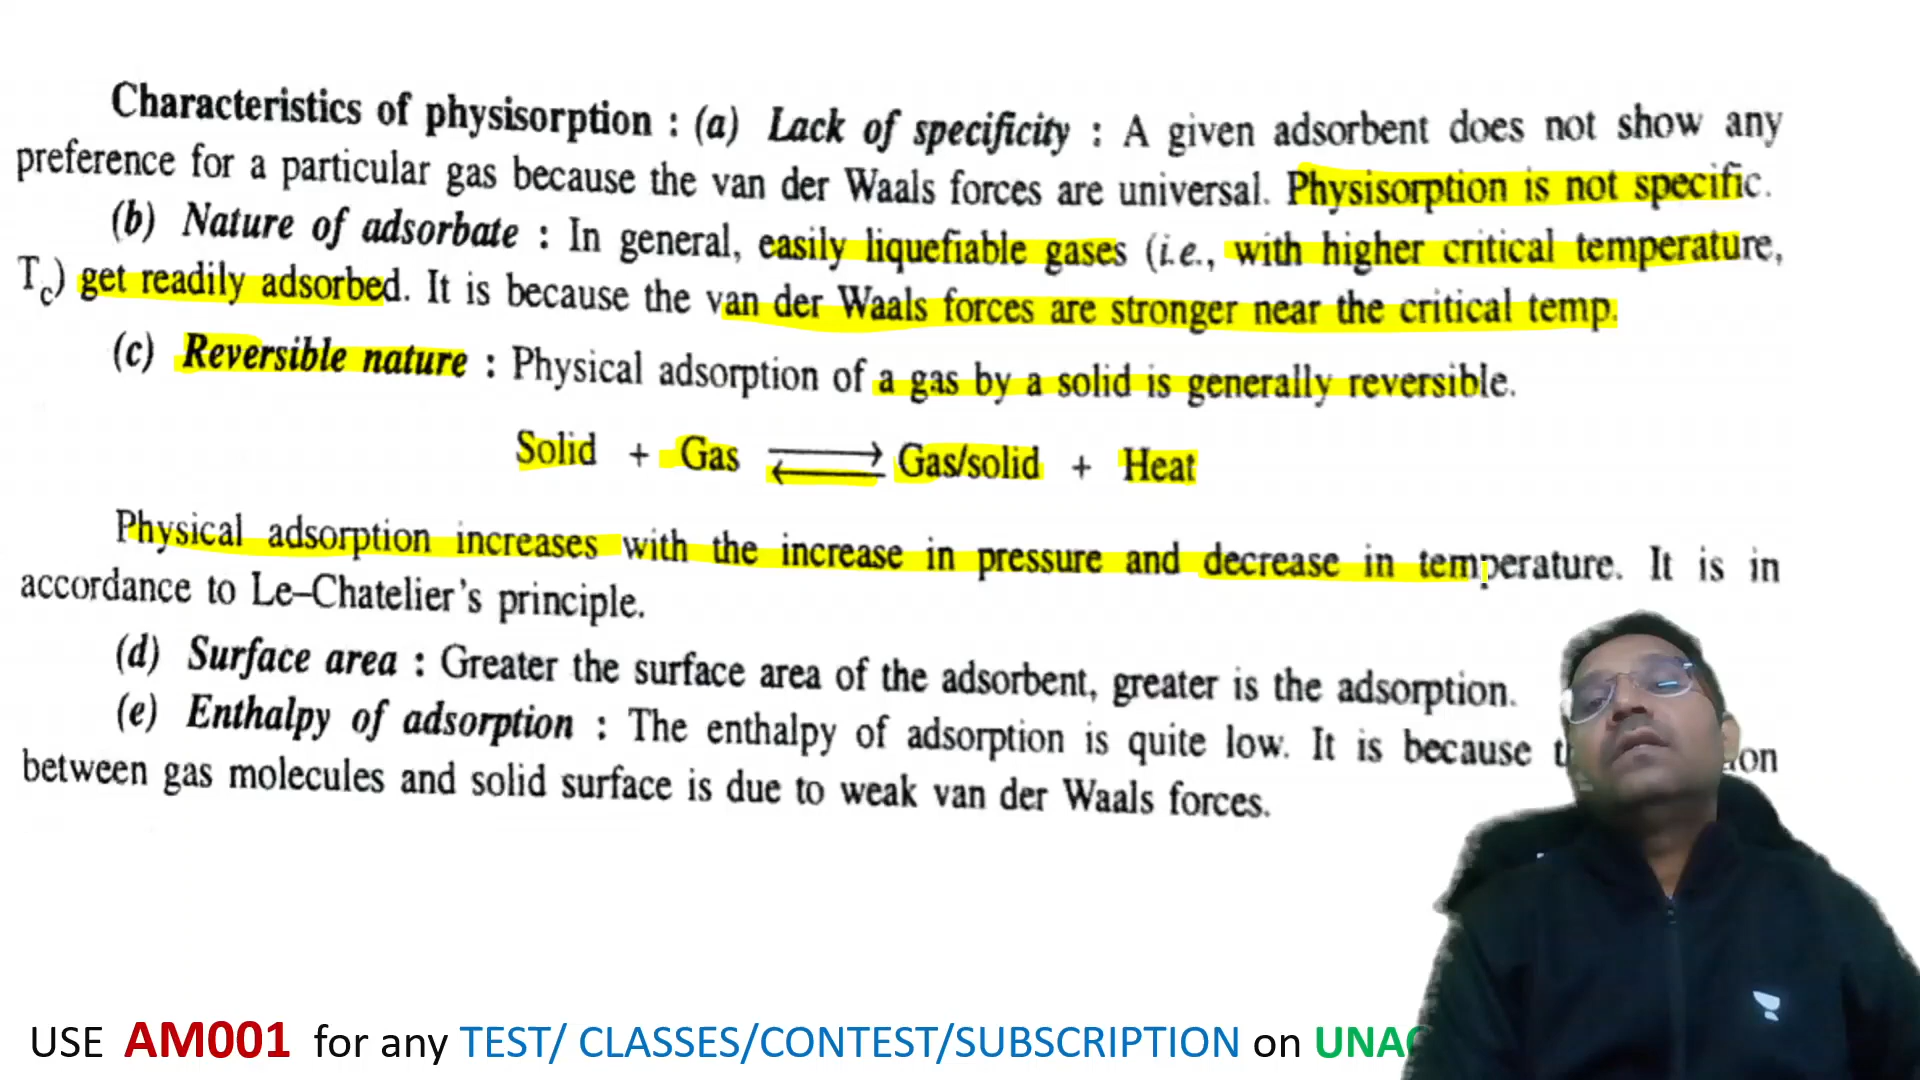 Characteristics of physisorption : (a) Lack of specificity : A given adsorbent does not show any
preference for a particular gas because the van der Waals forces are universal. Physisorption is not specific.
(b) Nature of adsorbate : In general, easily liquefiable gases (i.e., with higher critical temperature,
Tc) get readily adsorbed. It is because the van der Waals forces are stronger near the critical temp.
(c) Reversible nature : Physical adsorption of a gas by a solid is generally reversible.
Solid + Gas ⇌ Gas/solid + Heat
Physical adsorption increases with the increase in pressure and decrease in temperature. It is in
accordance to Le–Chatelier's principle.
(d) Surface area : Greater the surface area of the adsorbent, greater is the adsorption.
(e) Enthalpy of adsorption : The enthalpy of adsorption is quite low. It is because
between gas molecules and solid surface is due to weak van der Waals forces.
USE AM001 for any TEST/ CLASSES/CONTEST/SUBSCRIPTION on